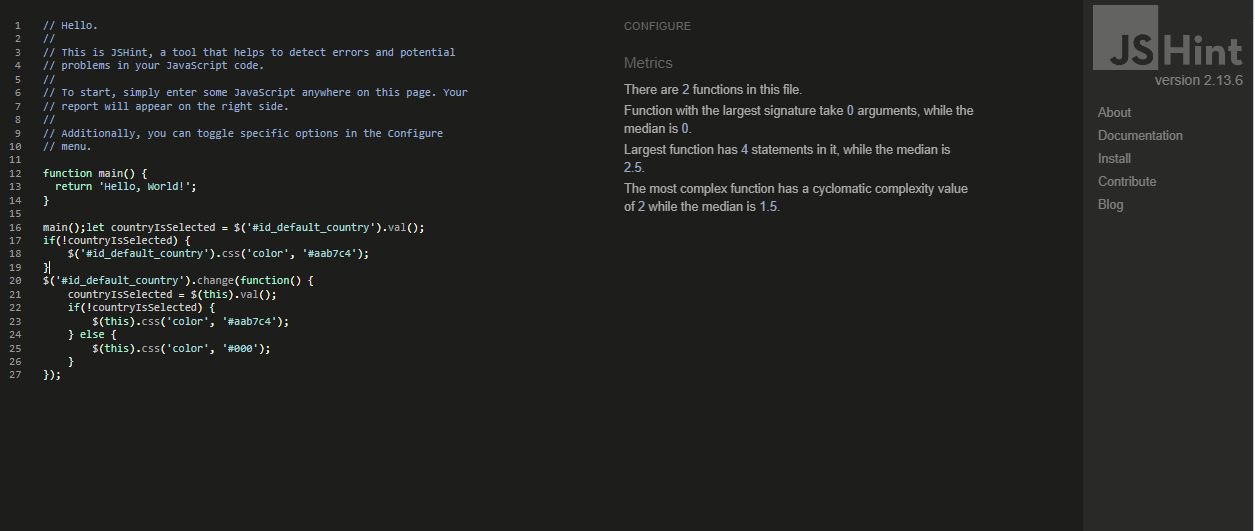 1 // Hello.
2 //
3 // This is JSHint, a tool that helps to detect errors and potential
4 // problems in your JavaScript code.
5 //
6 // To start, simply enter some JavaScript anywhere on this page. Your
7 // report will appear on the right side.
8 //
9 // Additionally, you can toggle specific options in the Configure
10 // menu.
11
12 function main() {
13   return 'Hello, World!';
14 }
15
16 main();let countryIsSelected = $('#id_default_country').val();
17 if(!countryIsSelected) {
18     $('#id_default_country').css('color', '#aab7c4');
19 }
20 $('#id_default_country').change(function() {
21     countryIsSelected = $(this).val();
22     if(!countryIsSelected) {
23         $(this).css('color', '#aab7c4');
24     } else {
25         $(this).css('color', '#000');
26     }
27 });
CONFIGURE
Metrics
There are 2 functions in this file.
Function with the largest signature take 0 arguments, while the
median is 0.
Largest function has 4 statements in it, while the median is
2.5.
The most complex function has a cyclomatic complexity value
of 2 while the median is 1.5.
JSHint
version 2.13.6
About
Documentation
Install
Contribute
Blog